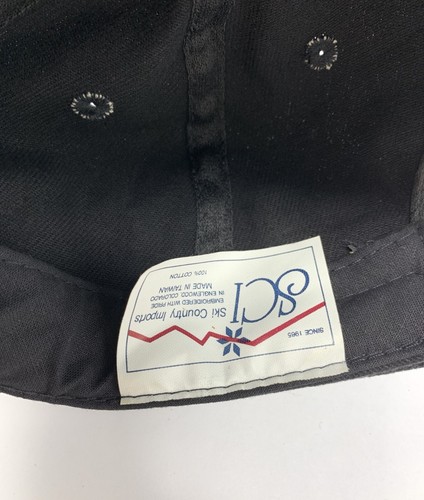 SINCE 1985
SCI
Ski Country Imports
EMBROIDERED WITH PRIDE
IN ENGLEWOOD, COLORADO
MADE IN TAIWAN
100% COTTON